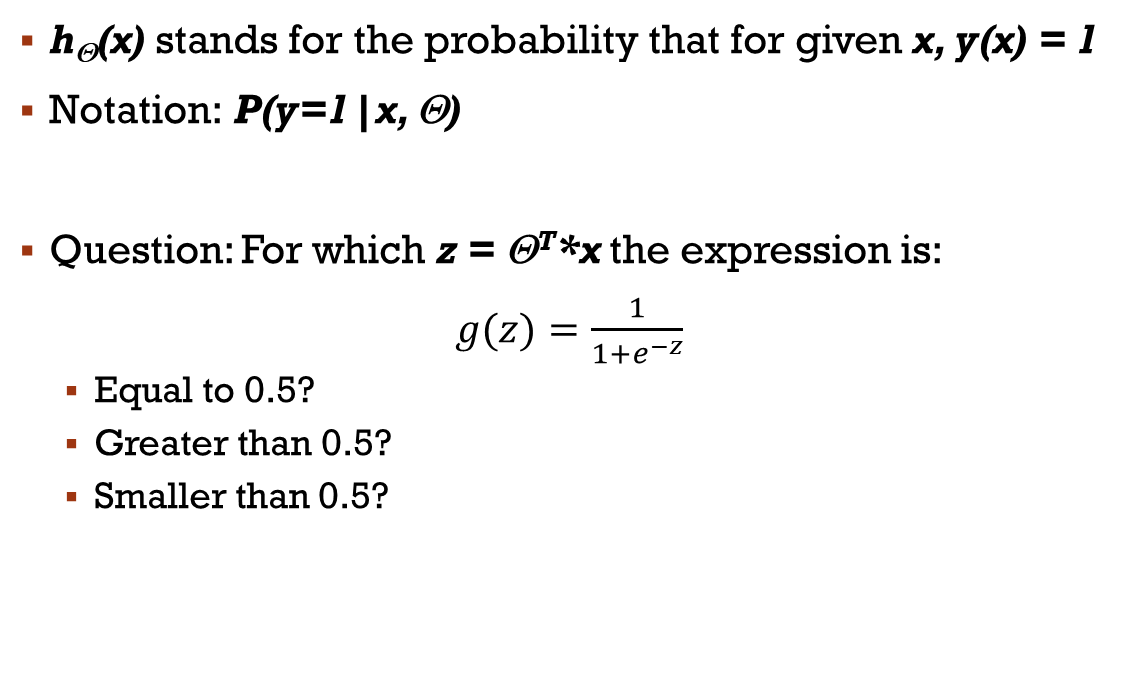 ▪ hΘ(x) stands for the probability that for given x, y(x) = 1
▪ Notation: P(y=1|x, Θ)
▪ Question: For which z = Θᵀ*x the expression is:
g(z) = 1/(1+e⁻ᶻ)
▪ Equal to 0.5?
▪ Greater than 0.5?
▪ Smaller than 0.5?